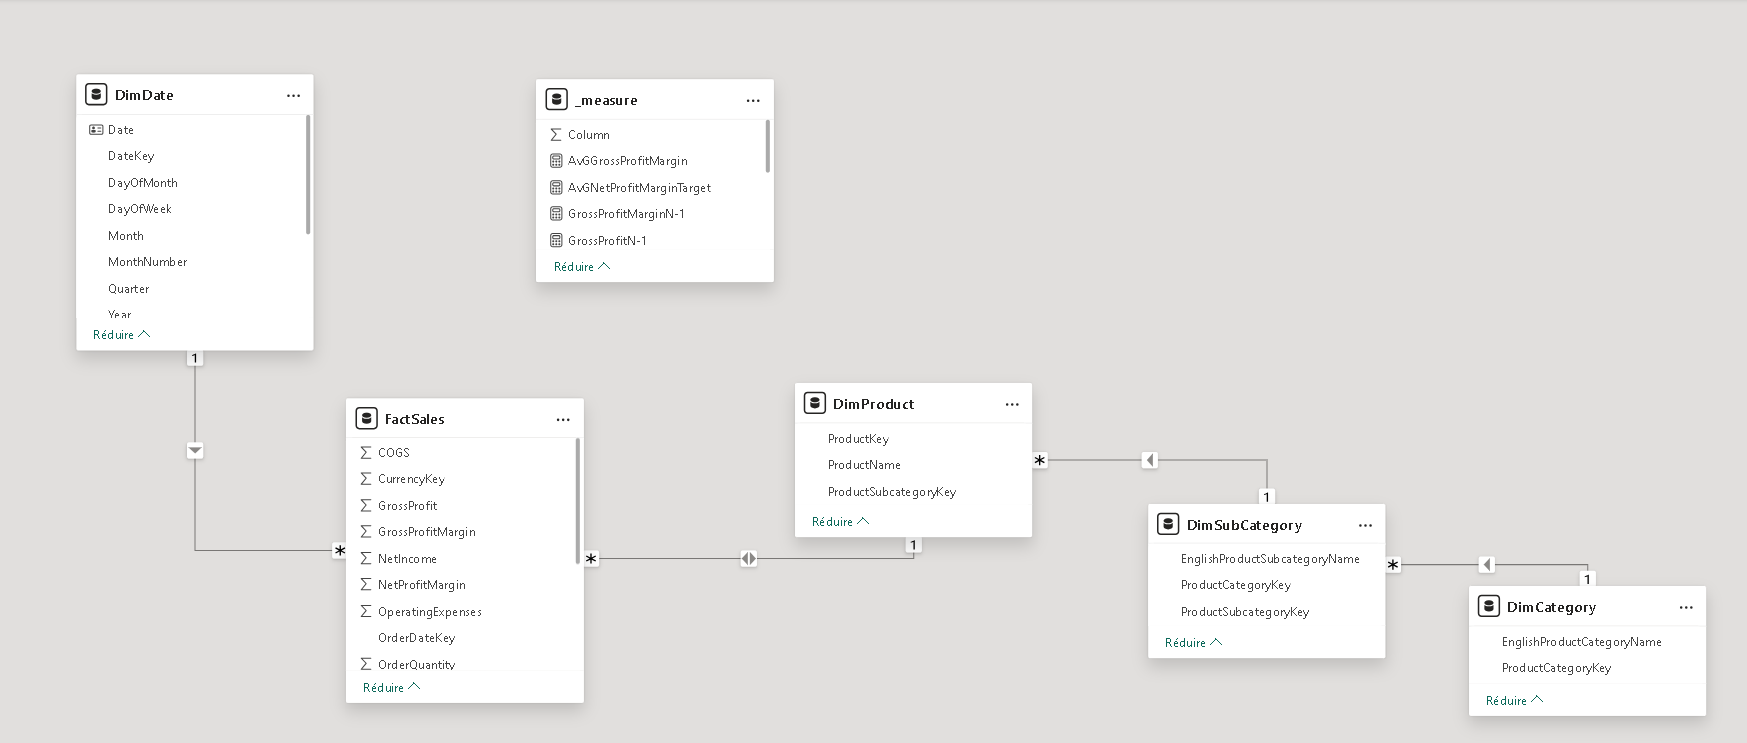 DimDate
Date
DateKey
DayOfMonth
DayOfWeek
Month
MonthNumber
Quarter
Year
Réduire
1
_measure
Column
AvGGrossProfitMargin
AvGNetProfitMarginTarget
GrossProfitMarginN-1
GrossProfitN-1
Réduire
FactSales
COGS
CurrencyKey
GrossProfit
GrossProfitMargin
NetIncome
NetProfitMargin
OperatingExpenses
OrderDateKey
OrderQuantity
Réduire
*
*
DimProduct
ProductKey
ProductName
ProductSubcategoryKey
Réduire
1
*
1
DimSubCategory
EnglishProductSubcategoryName
ProductCategoryKey
ProductSubcategoryKey
Réduire
*
1
DimCategory
EnglishProductCategoryName
ProductCategoryKey
Réduire